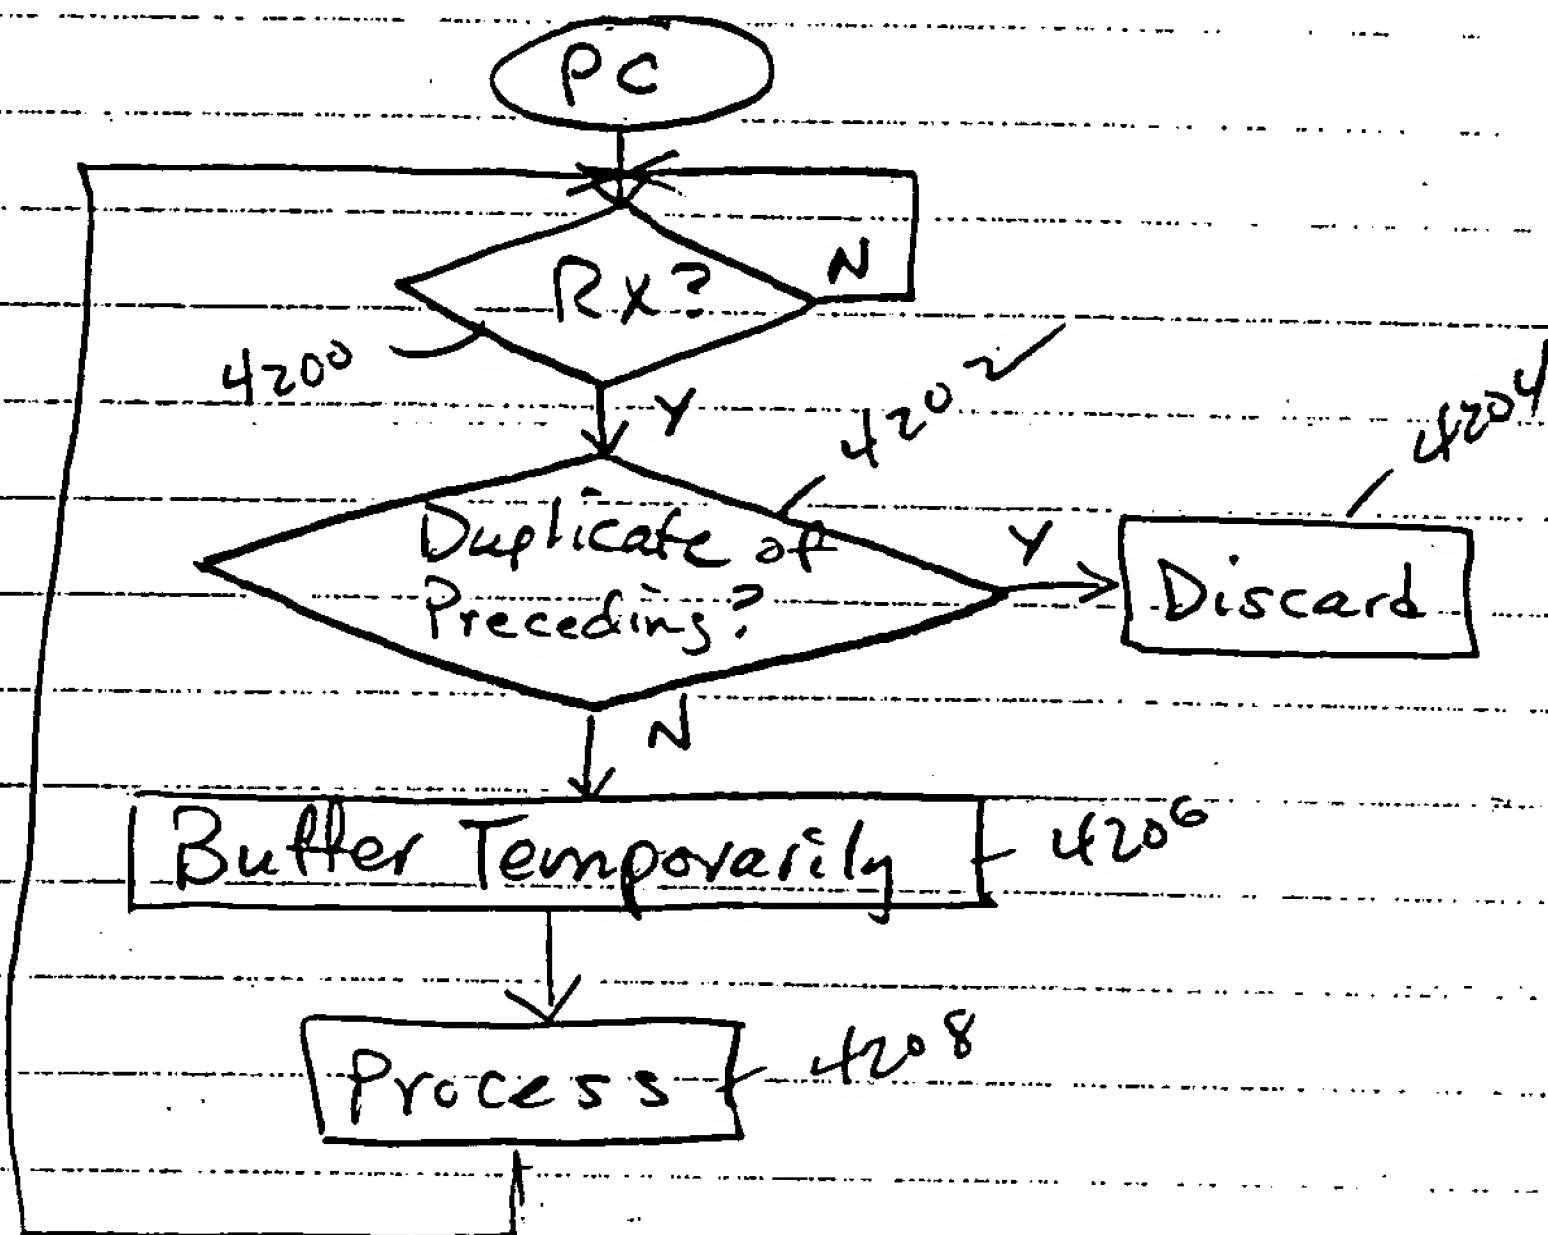 PC
Rx?
N
4200
Y
4202
4204
Duplicate of
Preceding?
Y
Discard
N
Buffer Temporarily
4206
Process
4208